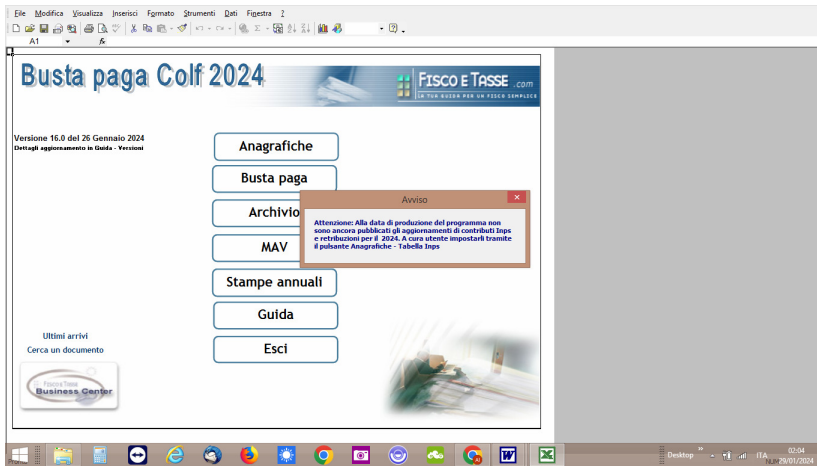 File Modifica Visualizza Inserisci Formato Strumenti Dati Finestra ?
A1 fx
Busta paga Colf 2024
FISCO E TASSE .com
LA TUA GUIDA PER UN FISCO SEMPLICE
Versione 16.0 del 26 Gennaio 2024
Dettagli aggiornamento in Guida - Versioni
Anagrafiche
Busta paga
Archivio
MAV
Stampe annuali
Guida
Esci
Avviso
Attenzione: Alla data di produzione del programma non
sono ancora pubblicati gli aggiornamenti di contributi Inps
e retribuzioni per il 2024. A cura utente impostarli tramite
il pulsante Anagrafiche - Tabella Inps
Ultimi arrivi
Cerca un documento
FISCO E TASSE
Business Center
Desktop
ITA
02:04
29/01/2024